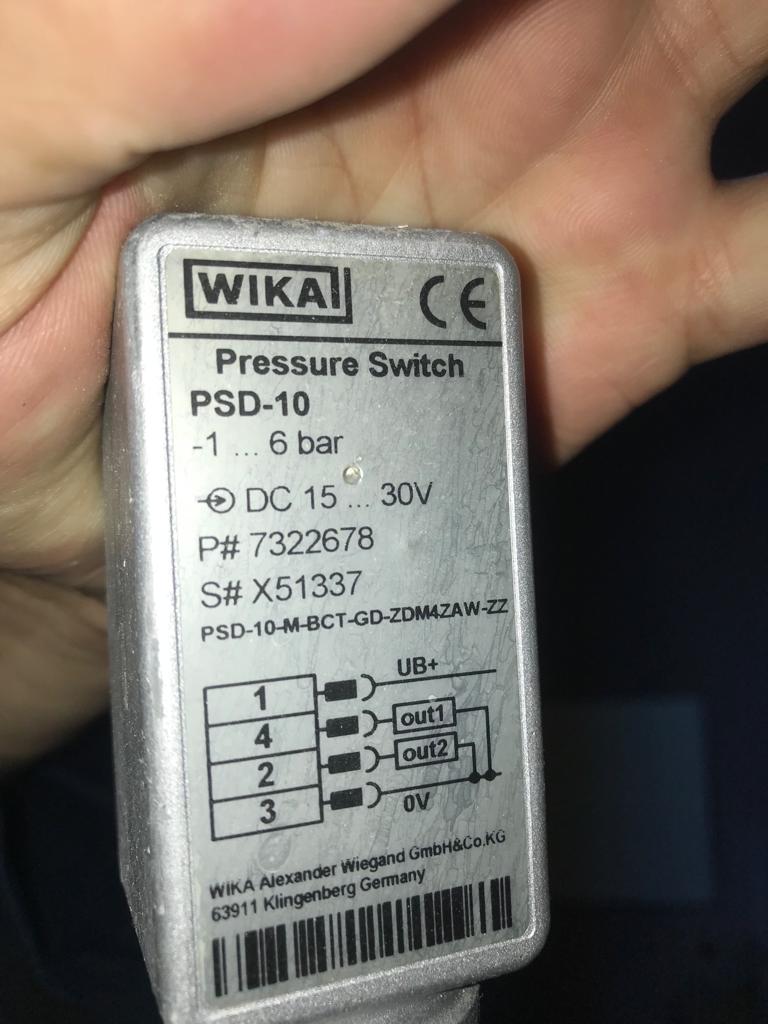 WIKA
CE
Pressure Switch
PSD-10
-1 ... 6 bar
DC 15 ... 30V
P# 7322678
S# X51337
PSD-10-M-BCT-GD-ZDM4ZAW-ZZ
1 UB+
4 out1
2 out2
3 0V
WIKA Alexander Wiegand GmbH&Co.KG
63911 Klingenberg Germany